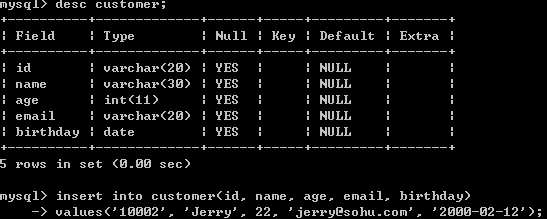 mysql> desc customer;
+----------+-------------+------+-----+---------+-------+
| Field    | Type        | Null | Key | Default | Extra |
+----------+-------------+------+-----+---------+-------+
| id       | varchar(20) | YES  |     | NULL    |       |
| name     | varchar(30) | YES  |     | NULL    |       |
| age      | int(11)     | YES  |     | NULL    |       |
| email    | varchar(20) | YES  |     | NULL    |       |
| birthday | date        | YES  |     | NULL    |       |
+----------+-------------+------+-----+---------+-------+
5 rows in set (0.00 sec)
mysql> insert into customer(id, name, age, email, birthday)
    -> values('10002', 'Jerry', 22, 'jerry@sohu.com', '2000-02-12');